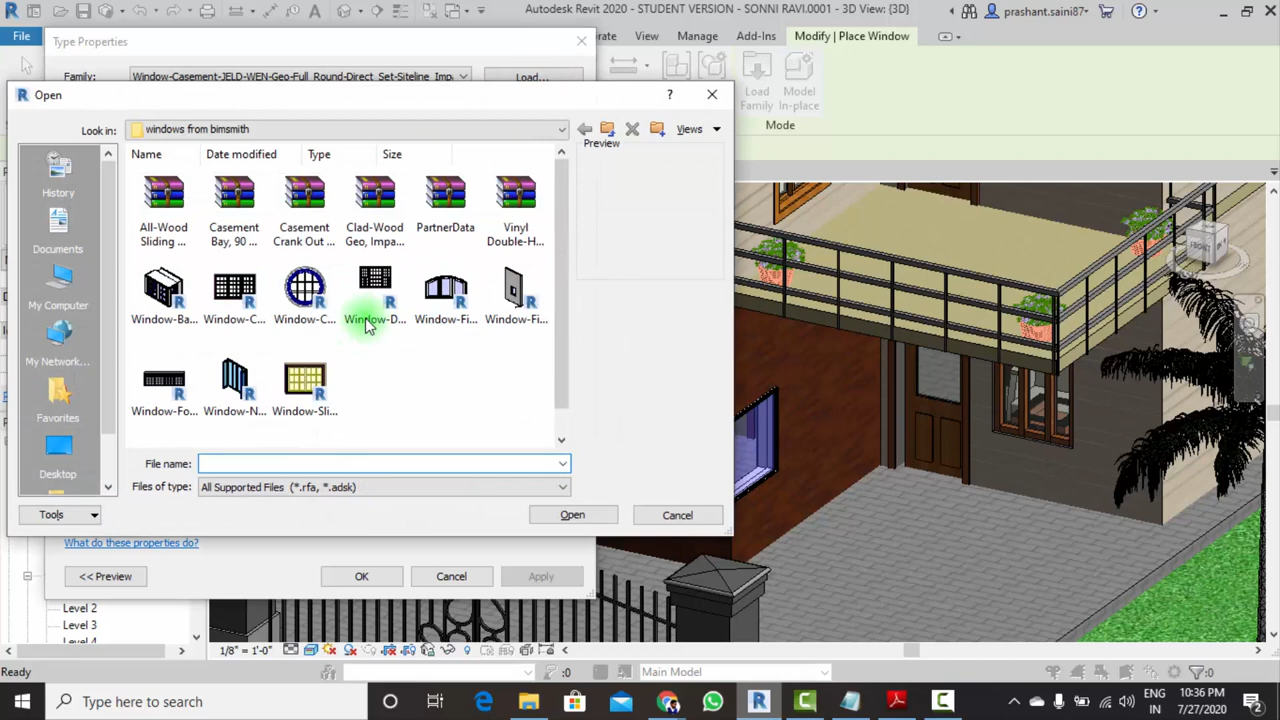 Autodesk Revit 2020 - STUDENT VERSION - SONNI RAVI.0001 - 3D View: {3D}
prashant.saini87
File
View
Manage
Add-Ins
Modify | Place Window
Type Properties
Family:
Window-Casement-JELD-WEN-Geo-Full_Round-Direct_Set-Siteline_Imp
Load...
Load Family
Model In-place
Mode
Open
Look in:
windows from bimsmith
Views
Preview
Name
Date modified
Type
Size
History
Documents
My Computer
My Network...
Favorites
Desktop
All-Wood Sliding ...
Casement Bay, 90 ...
Casement Crank Out ...
Clad-Wood Geo, Impa...
PartnerData
Vinyl Double-H...
Window-Ba...
Window-C...
Window-C...
Window-D...
Window-Fi...
Window-Fi...
Window-Fo...
Window-N...
Window-Sli...
File name:
Files of type:
All Supported Files (*.rfa, *.adsk)
Tools
Open
Cancel
What do these properties do?
<< Preview
OK
Cancel
Apply
FRONT
Level 2
Level 3
Level 4
1/8" = 1'-0"
Ready
:0
Main Model
:0
Type here to search
ENG
IN
10:36 PM
7/27/2020
2